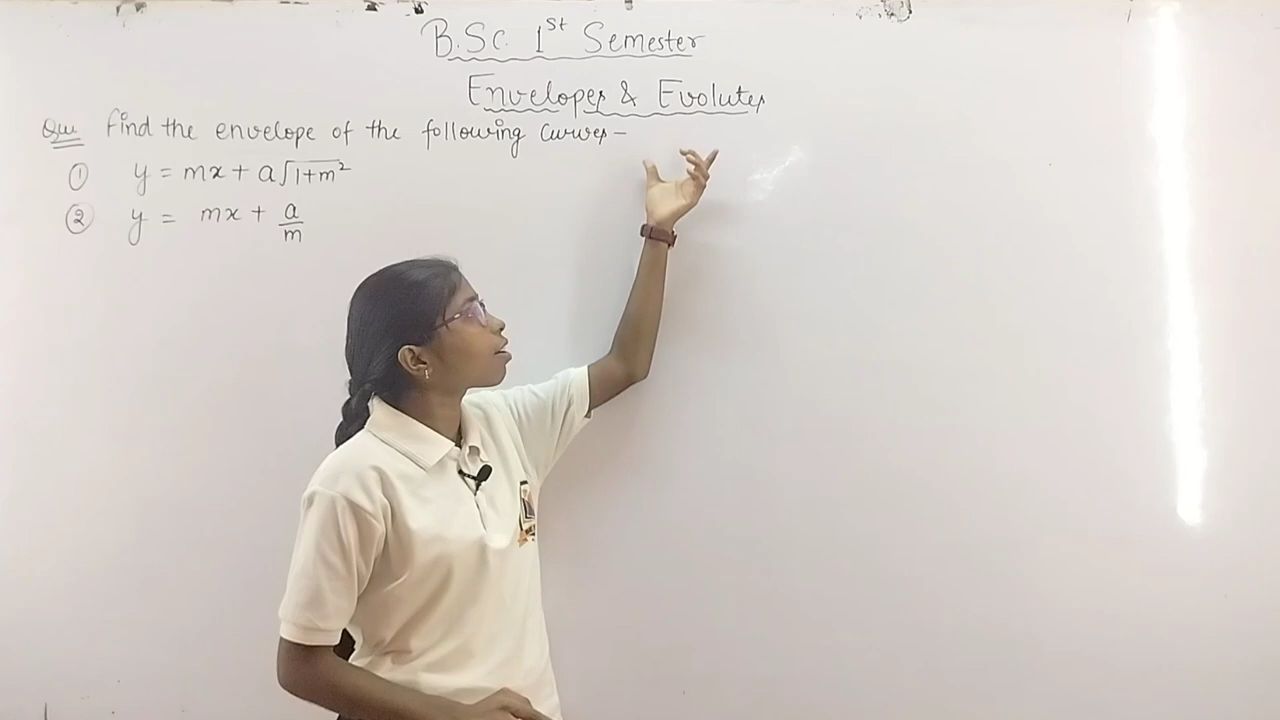 B.Sc. 1st Semester
Envelopes & Evolutes
Que Find the envelope of the following curves –
① y = mx + a√1+m²
② y = mx + a/m